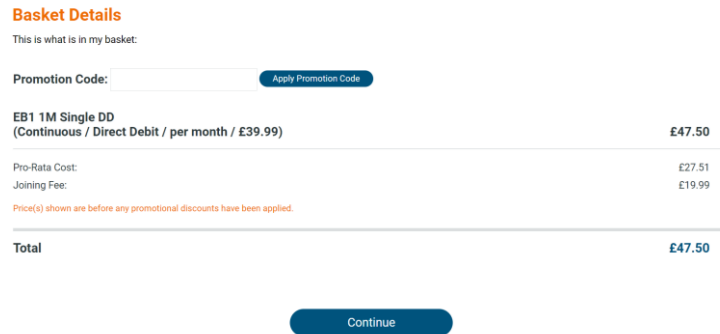 Basket Details
This is what is in my basket:
Promotion Code: Apply Promotion Code
EB1 1M Single DD
(Continuous / Direct Debit / per month / £39.99) £47.50
Pro-Rata Cost: £27.51
Joining Fee: £19.99
Price(s) shown are before any promotional discounts have been applied.
Total £47.50
Continue